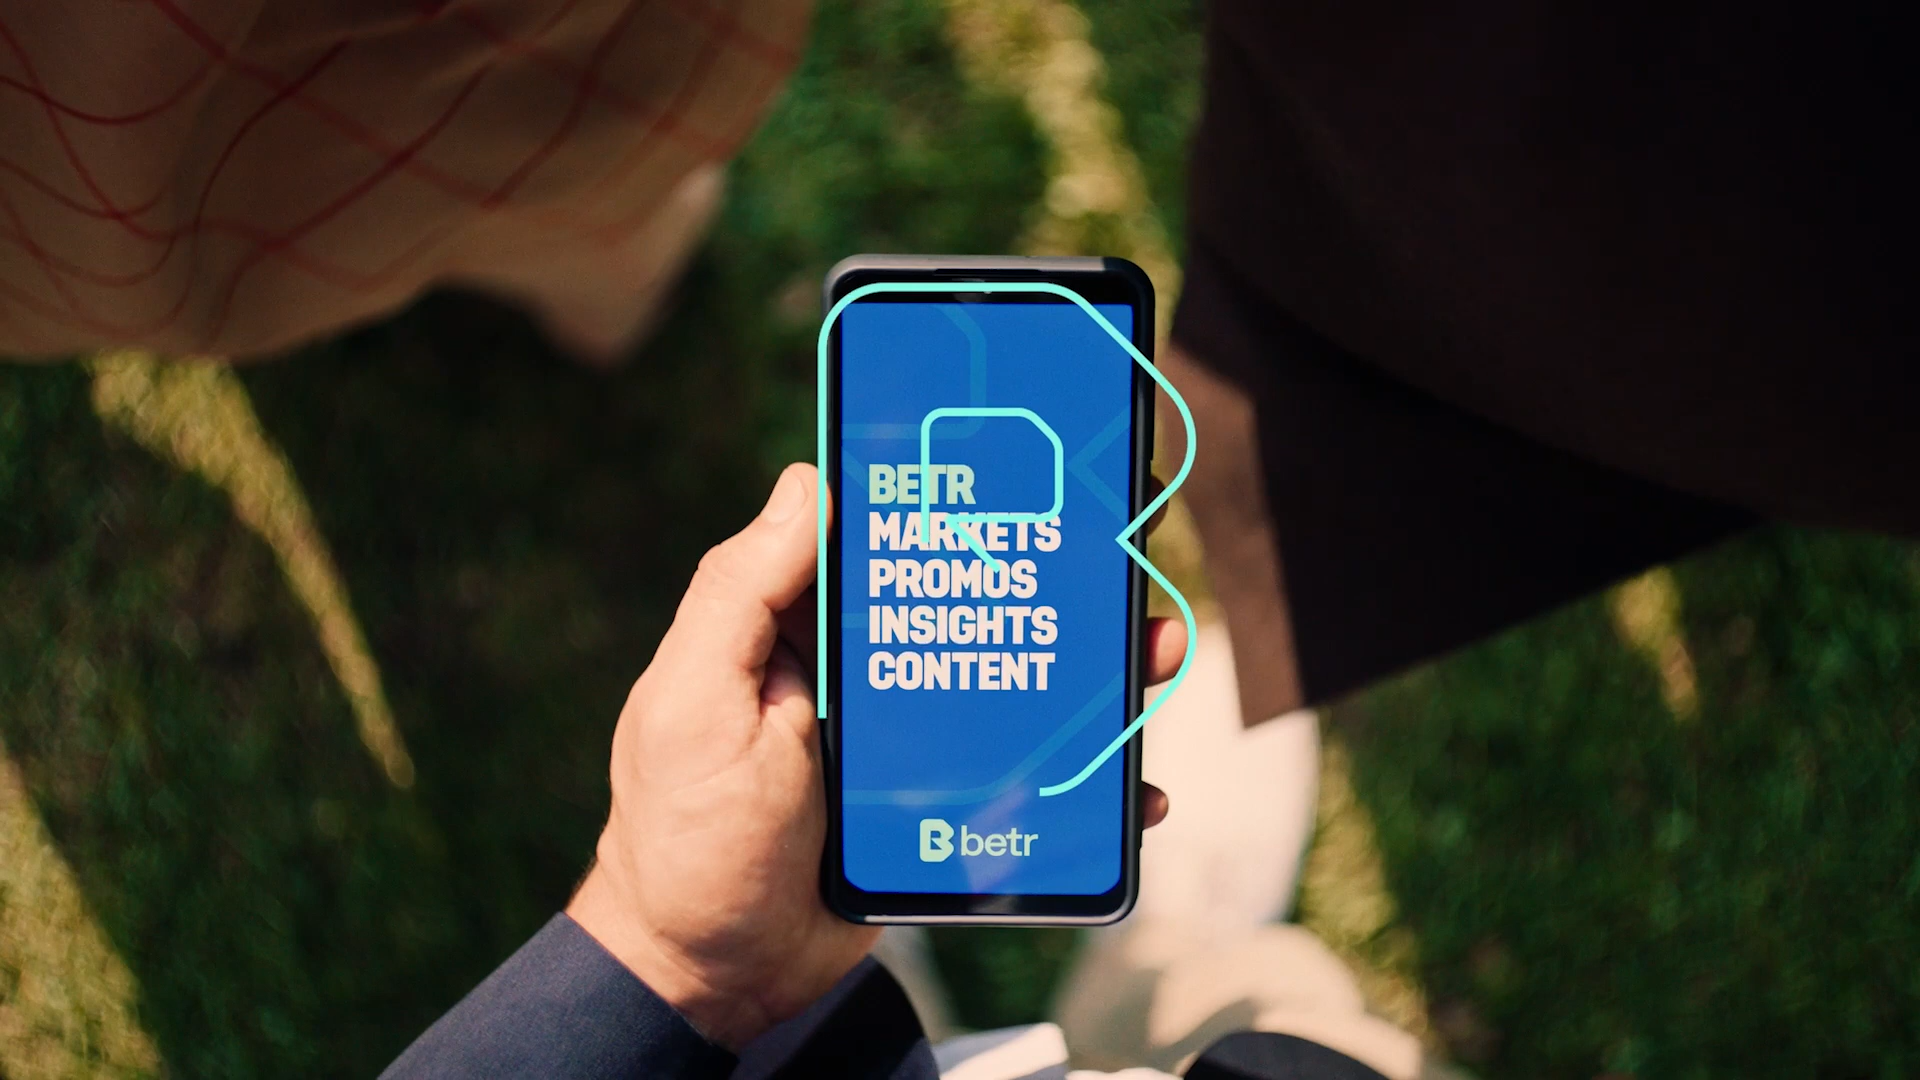 BETR
MARKETS
PROMOS
INSIGHTS
CONTENT
betr